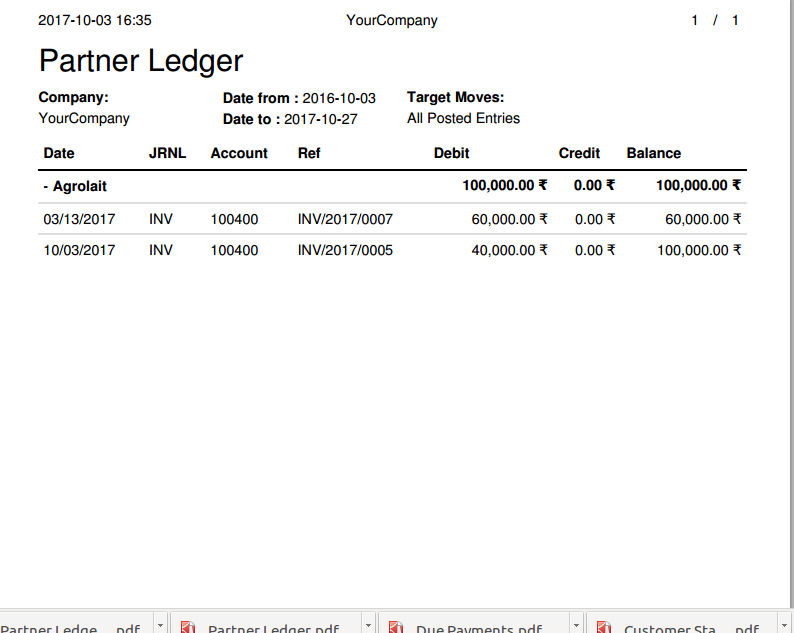 2017-10-03 16:35 YourCompany 1 / 1
Partner Ledger
Company: Date from : 2016-10-03 Target Moves:
YourCompany Date to : 2017-10-27 All Posted Entries
Date JRNL Account Ref Debit Credit Balance
- Agrolait 100,000.00 ₹ 0.00 ₹ 100,000.00 ₹
03/13/2017 INV 100400 INV/2017/0007 60,000.00 ₹ 0.00 ₹ 60,000.00 ₹
10/03/2017 INV 100400 INV/2017/0005 40,000.00 ₹ 0.00 ₹ 100,000.00 ₹
Partner Ledge....pdf Partner Ledger.pdf Due Payments.pdf Customer Sta....pdf